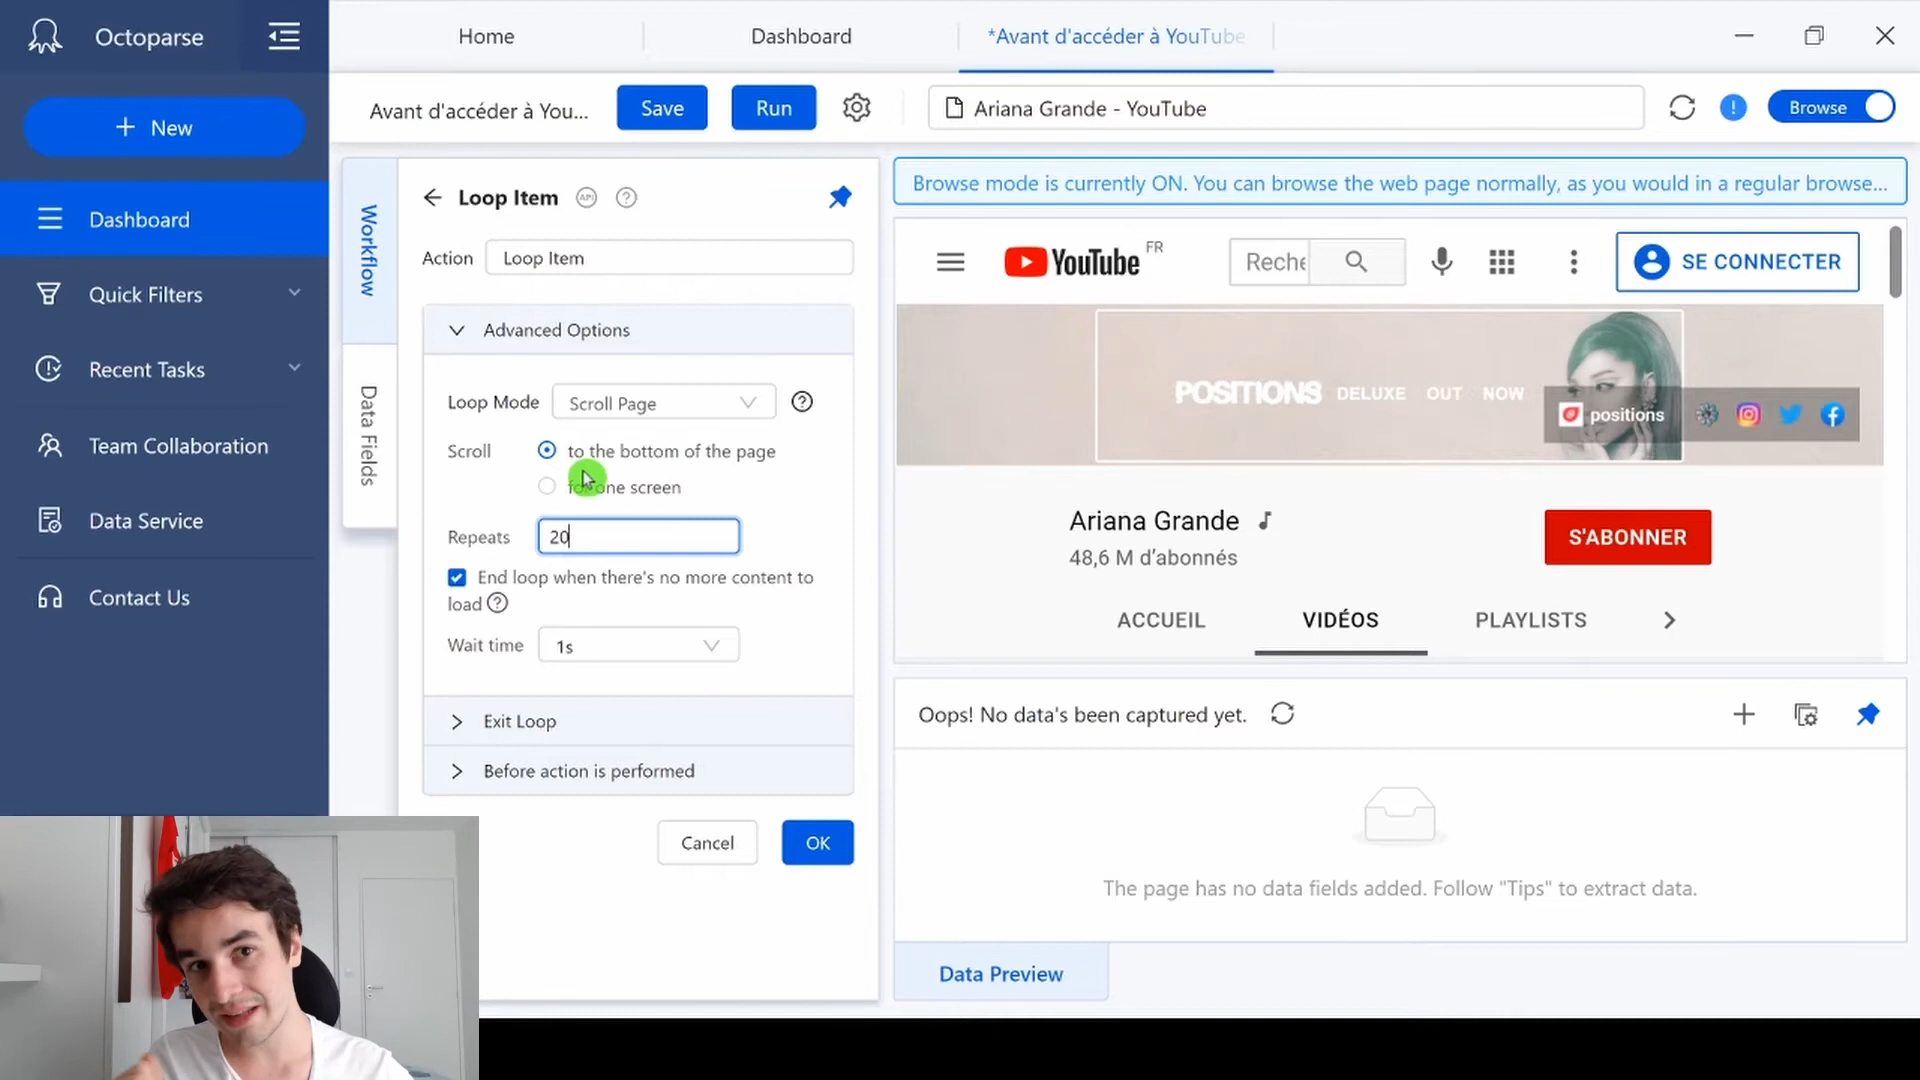 Octoparse
Home
Dashboard
*Avant d'accéder à YouTube
New
Avant d'accéder à You...
Save
Run
Ariana Grande - YouTube
Browse
Dashboard
Quick Filters
Recent Tasks
Team Collaboration
Data Service
Contact Us
Workflow
Data Fields
Loop Item
API
Action
Loop Item
Advanced Options
Loop Mode
Scroll Page
Scroll
to the bottom of the page
for one screen
Repeats
20
End loop when there's no more content to
load
Wait time
1s
Exit Loop
Before action is performed
Cancel
OK
Browse mode is currently ON. You can browse the web page normally, as you would in a regular browse...
YouTube FR
Reche
SE CONNECTER
POSITIONS DELUXE OUT NOW
positions
Ariana Grande
48,6 M d’abonnés
S'ABONNER
ACCUEIL
VIDÉOS
PLAYLISTS
Oops! No data's been captured yet.
The page has no data fields added. Follow "Tips" to extract data.
Data Preview